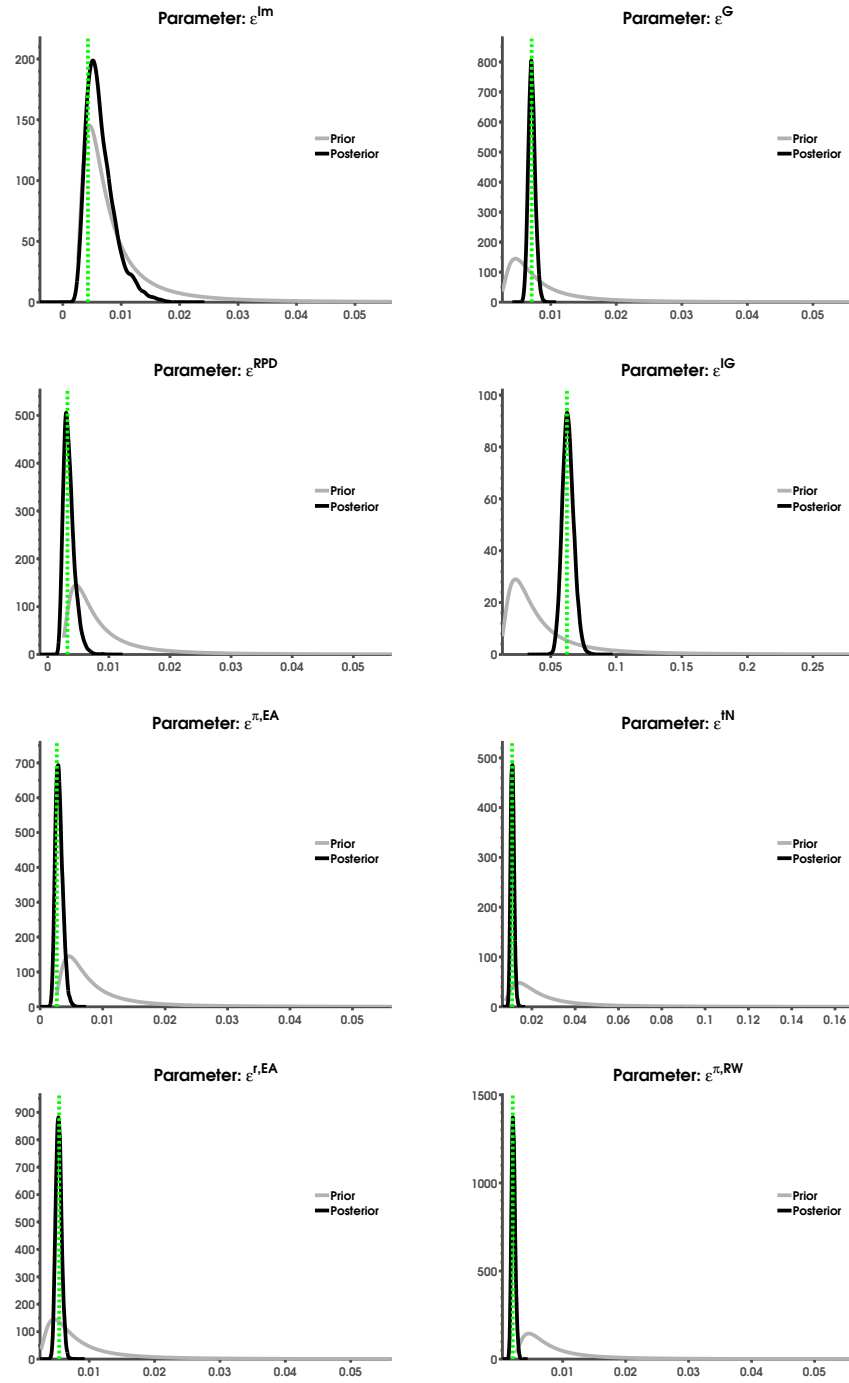 Parameter: ε^Im
200
150
100
50
0
0 0.01 0.02 0.03 0.04 0.05
Prior
Posterior
Parameter: ε^G
800
700
600
500
400
300
200
100
0
0.01 0.02 0.03 0.04 0.05
Prior
Posterior
Parameter: ε^RPD
500
400
300
200
100
0
0 0.01 0.02 0.03 0.04 0.05
Prior
Posterior
Parameter: ε^IG
100
80
60
40
20
0
0.05 0.1 0.15 0.2 0.25
Prior
Posterior
Parameter: ε^π,EA
700
600
500
400
300
200
100
0
0 0.01 0.02 0.03 0.04 0.05
Prior
Posterior
Parameter: ε^tN
500
400
300
200
100
0
0.02 0.04 0.06 0.08 0.1 0.12 0.14 0.16
Prior
Posterior
Parameter: ε^r,EA
900
800
700
600
500
400
300
200
100
0
0.01 0.02 0.03 0.04 0.05
Prior
Posterior
Parameter: ε^π,RW
1500
1000
500
0
0.01 0.02 0.03 0.04 0.05
Prior
Posterior